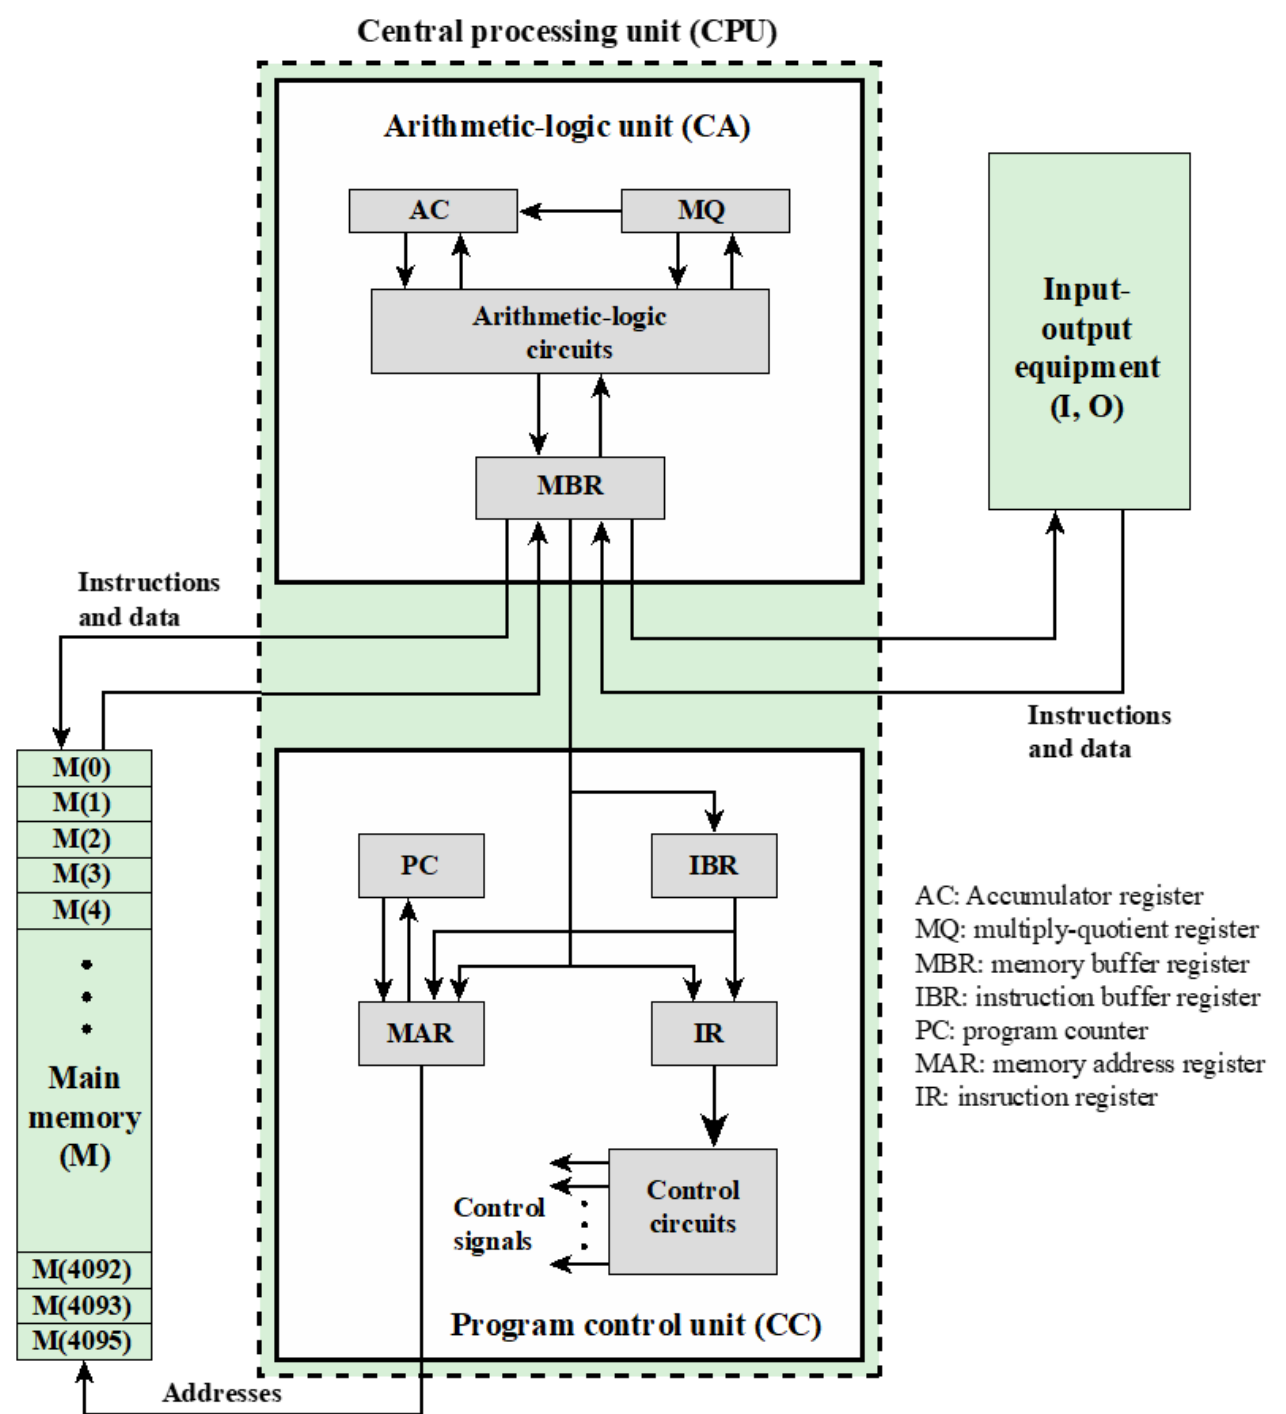 Central processing unit (CPU)
Arithmetic-logic unit (CA)
AC
MQ
Arithmetic-logic
circuits
MBR
Input-
output
equipment
(I, O)
Instructions
and data
Instructions
and data
M(0)
M(1)
M(2)
M(3)
M(4)
Main
memory
(M)
M(4092)
M(4093)
M(4095)
PC
IBR
MAR
IR
Control
circuits
Control
signals
Program control unit (CC)
Addresses
AC: Accumulator register
MQ: multiply-quotient register
MBR: memory buffer register
IBR: instruction buffer register
PC: program counter
MAR: memory address register
IR: insruction register